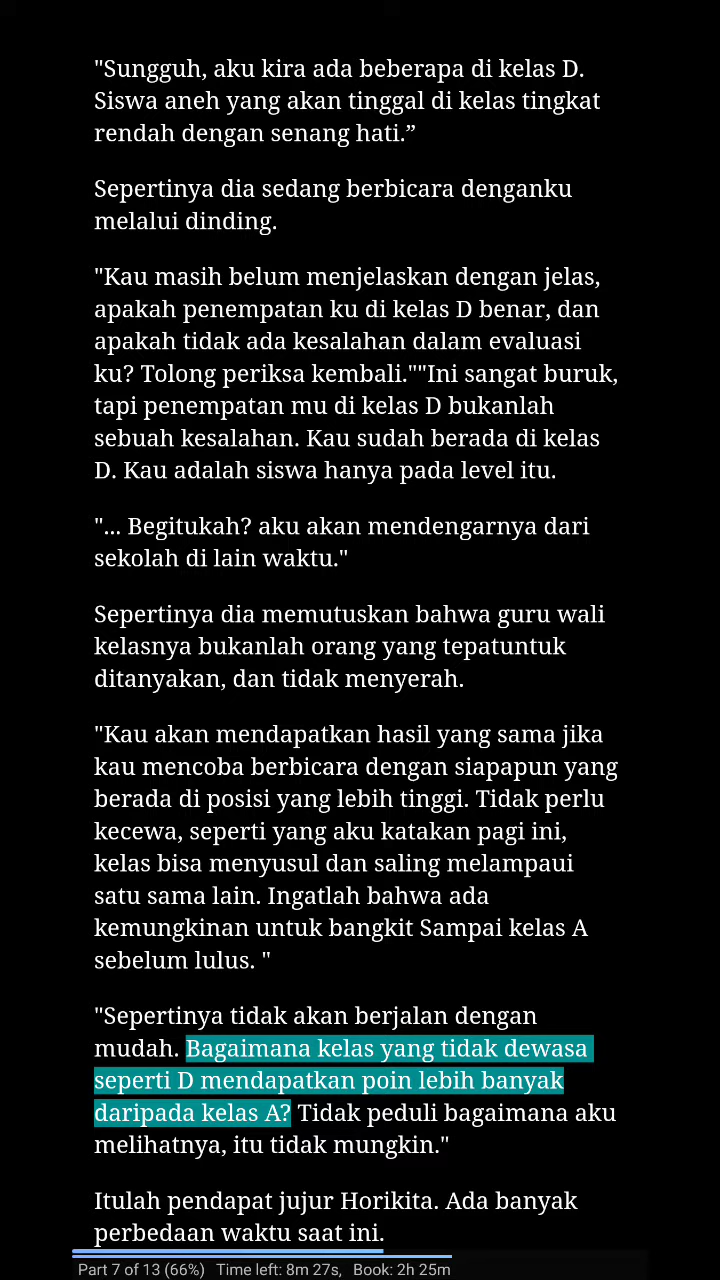 "Sungguh, aku kira ada beberapa di kelas D.
Siswa aneh yang akan tinggal di kelas tingkat
rendah dengan senang hati.”
Sepertinya dia sedang berbicara denganku
melalui dinding.
"Kau masih belum menjelaskan dengan jelas,
apakah penempatan ku di kelas D benar, dan
apakah tidak ada kesalahan dalam evaluasi
ku? Tolong periksa kembali.""Ini sangat buruk,
tapi penempatan mu di kelas D bukanlah
sebuah kesalahan. Kau sudah berada di kelas
D. Kau adalah siswa hanya pada level itu.
"... Begitukah? aku akan mendengarnya dari
sekolah di lain waktu."
Sepertinya dia memutuskan bahwa guru wali
kelasnya bukanlah orang yang tepatuntuk
ditanyakan, dan tidak menyerah.
"Kau akan mendapatkan hasil yang sama jika
kau mencoba berbicara dengan siapapun yang
berada di posisi yang lebih tinggi. Tidak perlu
kecewa, seperti yang aku katakan pagi ini,
kelas bisa menyusul dan saling melampaui
satu sama lain. Ingatlah bahwa ada
kemungkinan untuk bangkit Sampai kelas A
sebelum lulus. "
"Sepertinya tidak akan berjalan dengan
mudah. Bagaimana kelas yang tidak dewasa
seperti D mendapatkan poin lebih banyak
daripada kelas A? Tidak peduli bagaimana aku
melihatnya, itu tidak mungkin."
Itulah pendapat jujur Horikita. Ada banyak
perbedaan waktu saat ini.
Part 7 of 13 (66%) Time left: 8m 27s, Book: 2h 25m